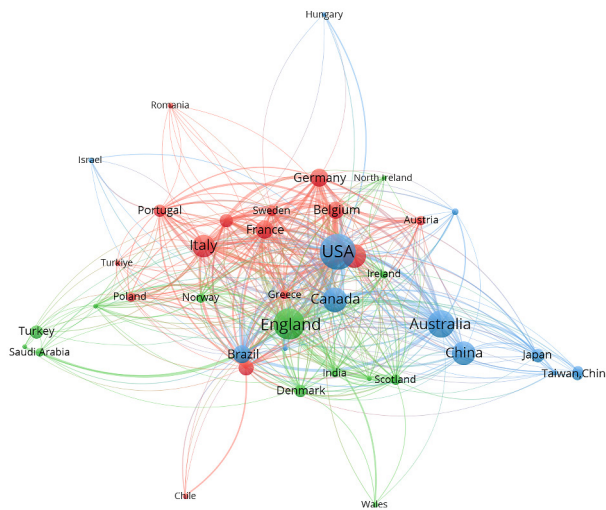 Hungary
Romania
Israel
Germany
North Ireland
Portugal
Sweden
Belgium
Austria
France
Italy
USA
Turkiye
Ireland
Poland
Norway
Greece
Canada
England
Australia
Turkey
Saudi Arabia
Brazil
China
Japan
India
Scotland
Taiwan,Chin
Denmark
Chile
Wales